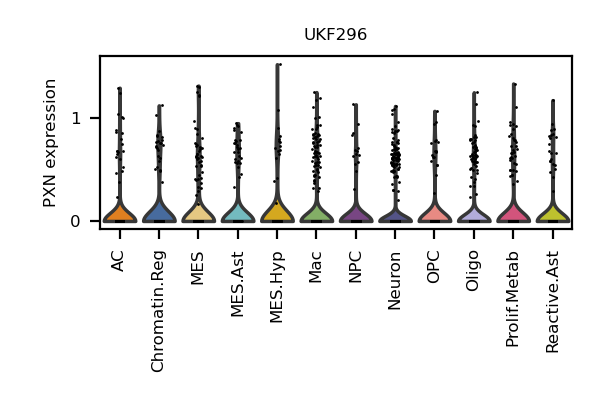 UKF296
PXN expression
1
0
AC
Chromatin.Reg
MES
MES.Ast
MES.Hyp
Mac
NPC
Neuron
OPC
Oligo
Prolif.Metab
Reactive.Ast